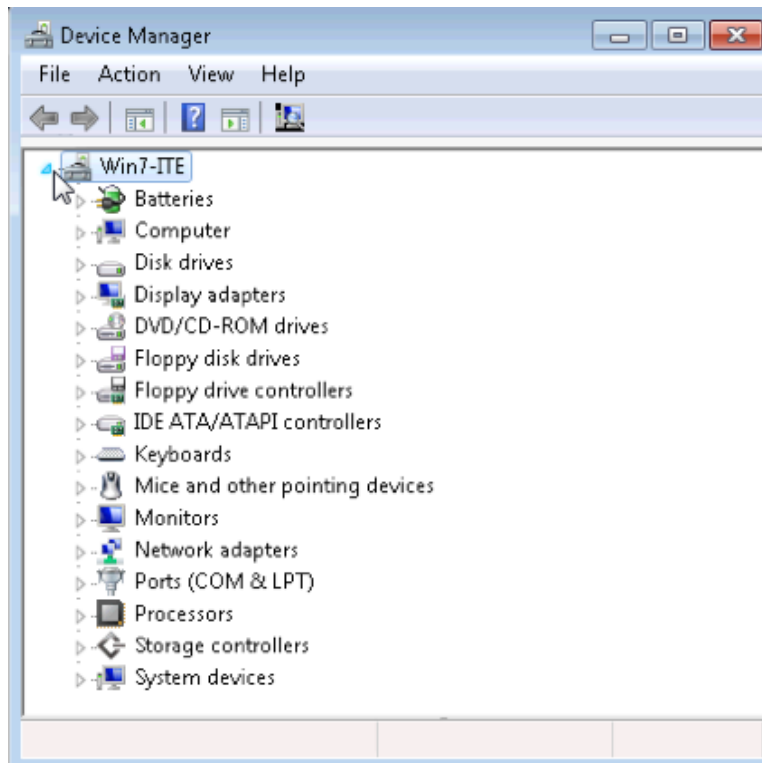 Device Manager
File Action View Help
Win7-ITE
Batteries
Computer
Disk drives
Display adapters
DVD/CD-ROM drives
Floppy disk drives
Floppy drive controllers
IDE ATA/ATAPI controllers
Keyboards
Mice and other pointing devices
Monitors
Network adapters
Ports (COM & LPT)
Processors
Storage controllers
System devices